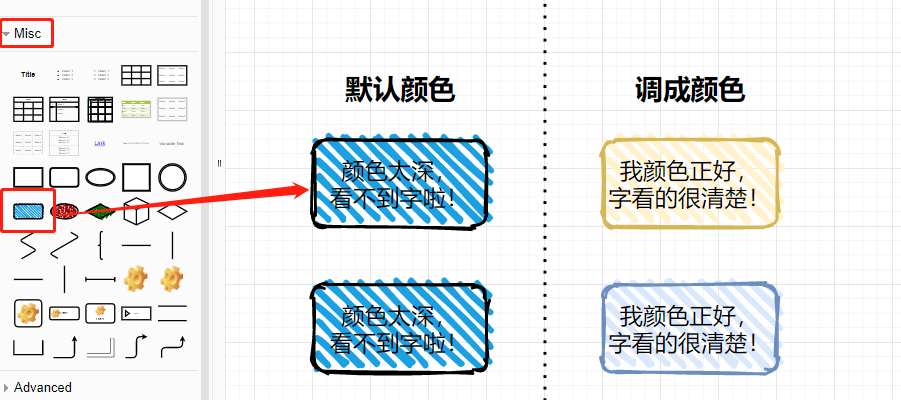 Misc
Title
Link
Variable Text
Advanced
默认颜色
调成颜色
颜色太深，
看不到字啦！
我颜色正好，
字看的很清楚！
颜色太深，
看不到字啦！
我颜色正好，
字看的很清楚！